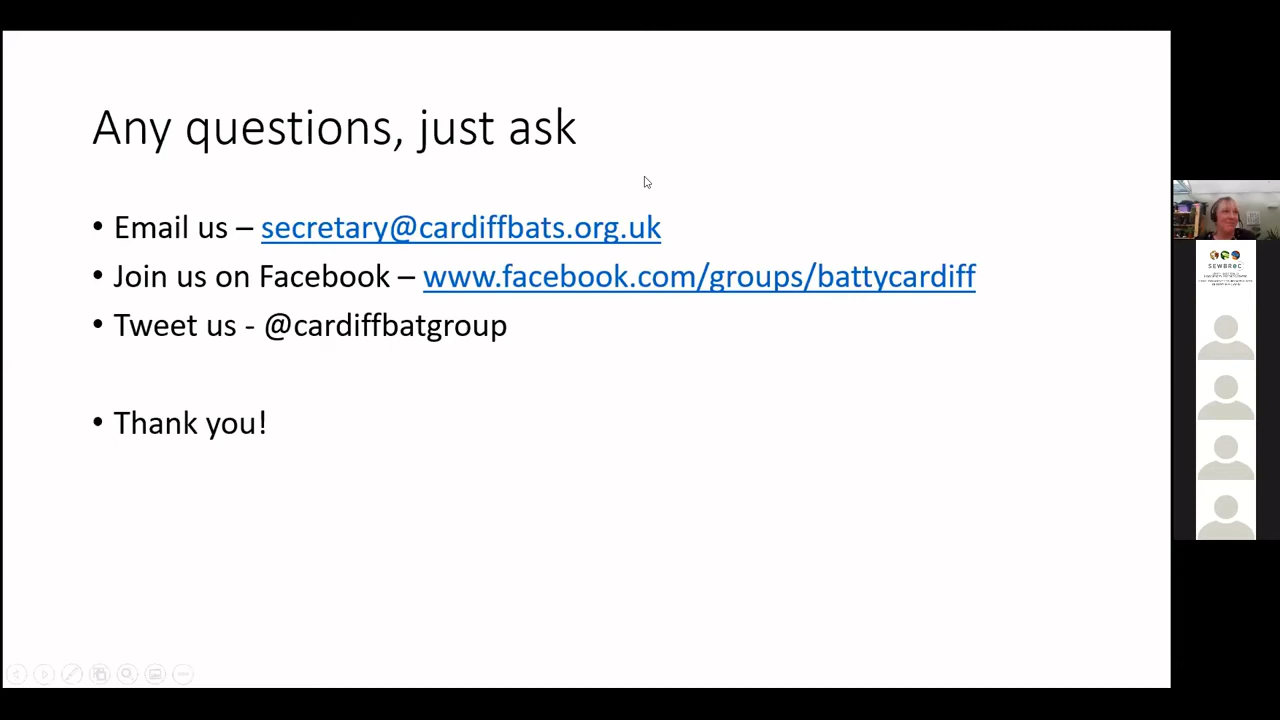 Any questions, just ask
• Email us – secretary@cardiffbats.org.uk
• Join us on Facebook – www.facebook.com/groups/battycardiff
• Tweet us - @cardiffbatgroup
• Thank you!
SEWBReC